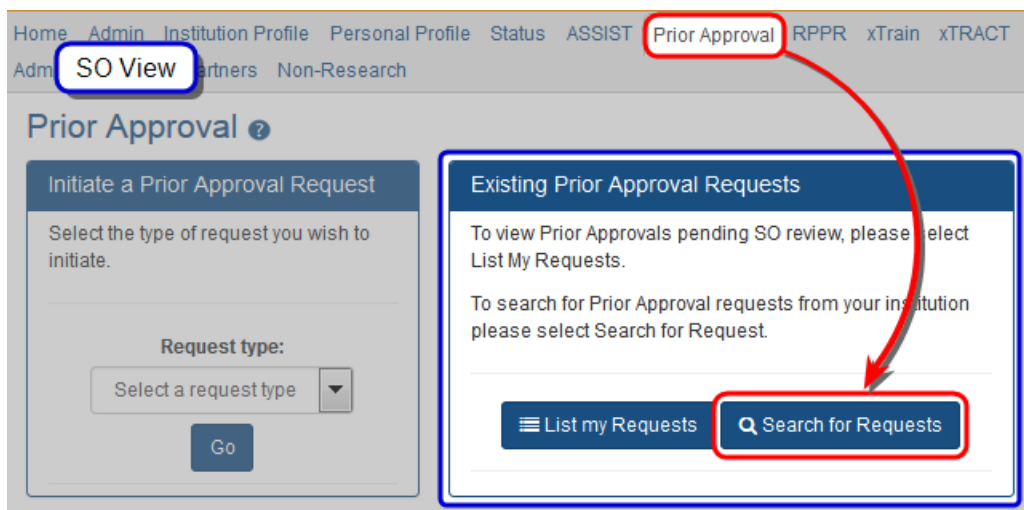 Home Admin Institution Profile Personal Profile Status ASSIST Prior Approval RPPR xTrain xTRACT
Adm SO View artners Non-Research
Prior Approval ?
Initiate a Prior Approval Request
Select the type of request you wish to
initiate.
Request type:
Select a request type
Go
Existing Prior Approval Requests
To view Prior Approvals pending SO review, please select
List My Requests.
To search for Prior Approval requests from your institution
please select Search for Request.
List my Requests
Search for Requests